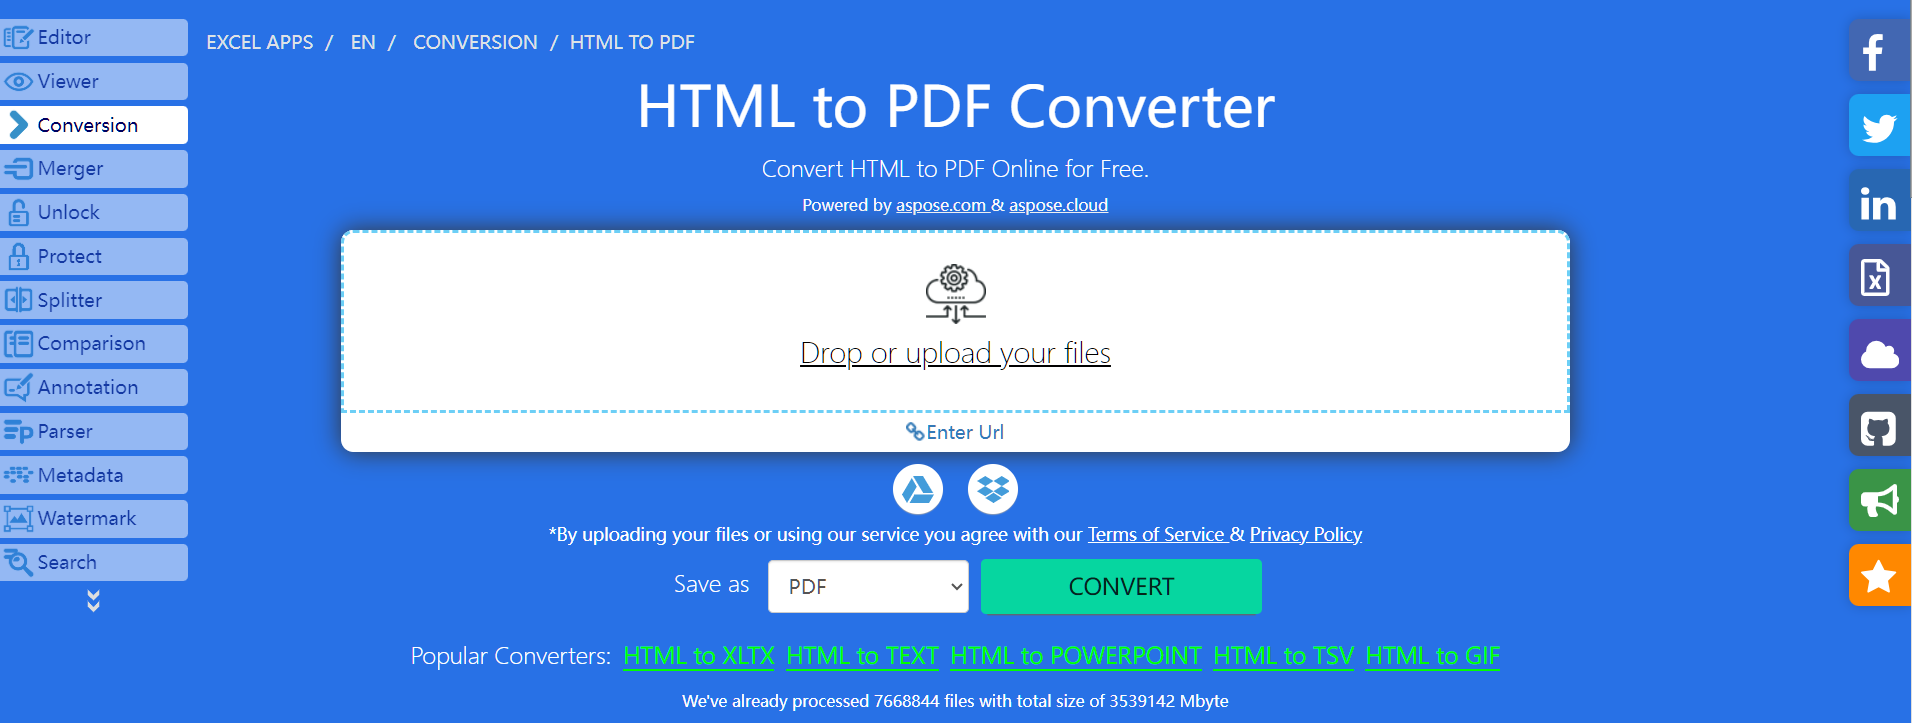 Editor
Viewer
Conversion
Merger
Unlock
Protect
Splitter
Comparison
Annotation
Parser
Metadata
Watermark
Search
EXCEL APPS / EN / CONVERSION / HTML TO PDF
HTML to PDF Converter
Convert HTML to PDF Online for Free.
Powered by aspose.com & aspose.cloud
Drop or upload your files
Enter Url
*By uploading your files or using our service you agree with our Terms of Service & Privacy Policy
Save as PDF CONVERT
Popular Converters: HTML to XLTX HTML to TEXT HTML to POWERPOINT HTML to TSV HTML to GIF
We've already processed 7668844 files with total size of 3539142 Mbyte